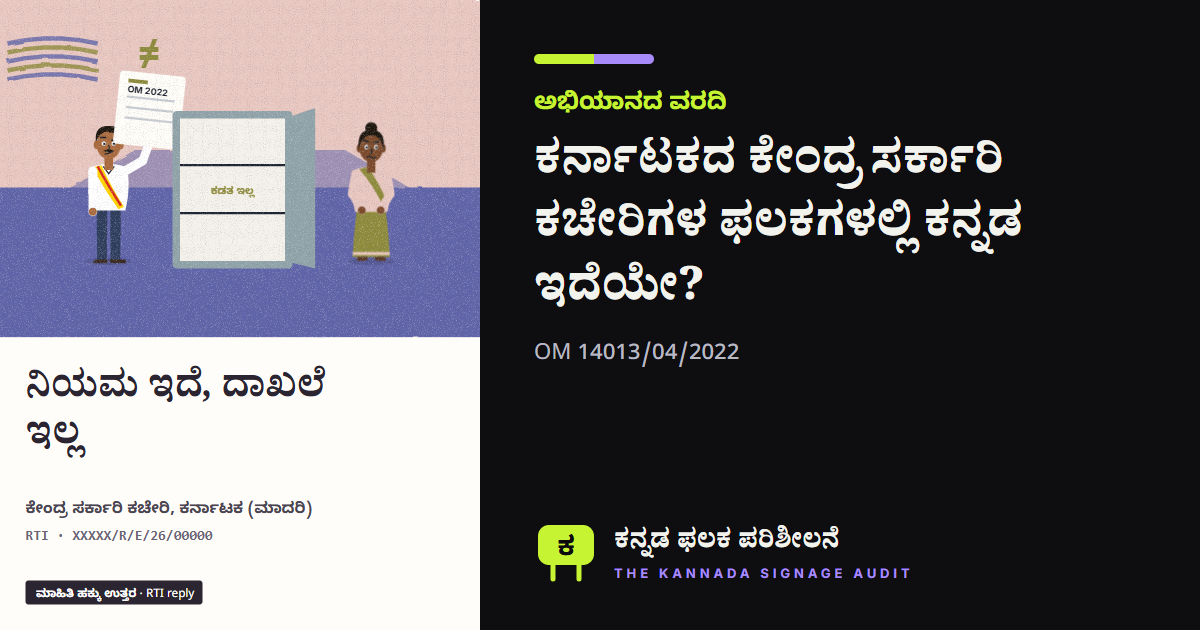 ≠
OM 2022
ಕಡತ ಇಲ್ಲ
ನಿಯಮ ಇದೆ, ದಾಖಲೆ
ಇಲ್ಲ
ಕೇಂದ್ರ ಸರ್ಕಾರಿ ಕಚೇರಿ, ಕರ್ನಾಟಕ (ಮಾದರಿ)
RTI · XXXXX/R/E/26/00000
ಮಾಹಿತಿ ಹಕ್ಕು ಉತ್ತರ · RTI reply
ಅಭಿಯಾನದ ವರದಿ
ಕರ್ನಾಟಕದ ಕೇಂದ್ರ ಸರ್ಕಾರಿ
ಕಚೇರಿಗಳ ಫಲಕಗಳಲ್ಲಿ ಕನ್ನಡ
ಇದೆಯೇ?
OM 14013/04/2022
ಕ
ಕನ್ನಡ ಫಲಕ ಪರಿಶೀಲನೆ
THE KANNADA SIGNAGE AUDIT